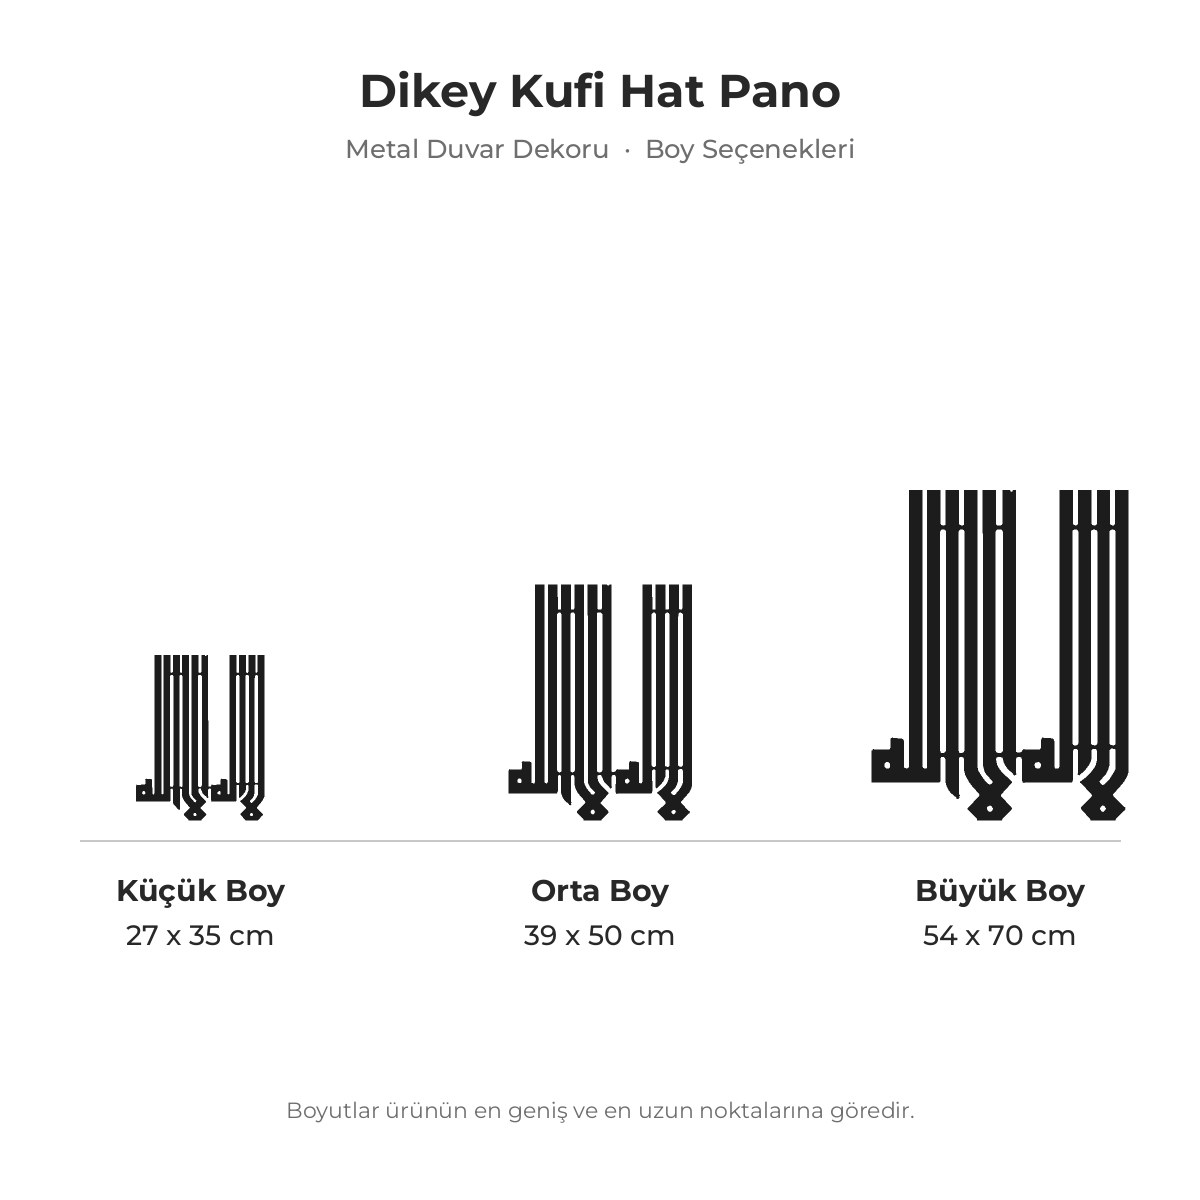 Dikey Kufi Hat Pano
Metal Duvar Dekoru · Boy Seçenekleri
Küçük Boy
27 x 35 cm
Orta Boy
39 x 50 cm
Büyük Boy
54 x 70 cm
Boyutlar ürünün en geniş ve en uzun noktalarına göredir.